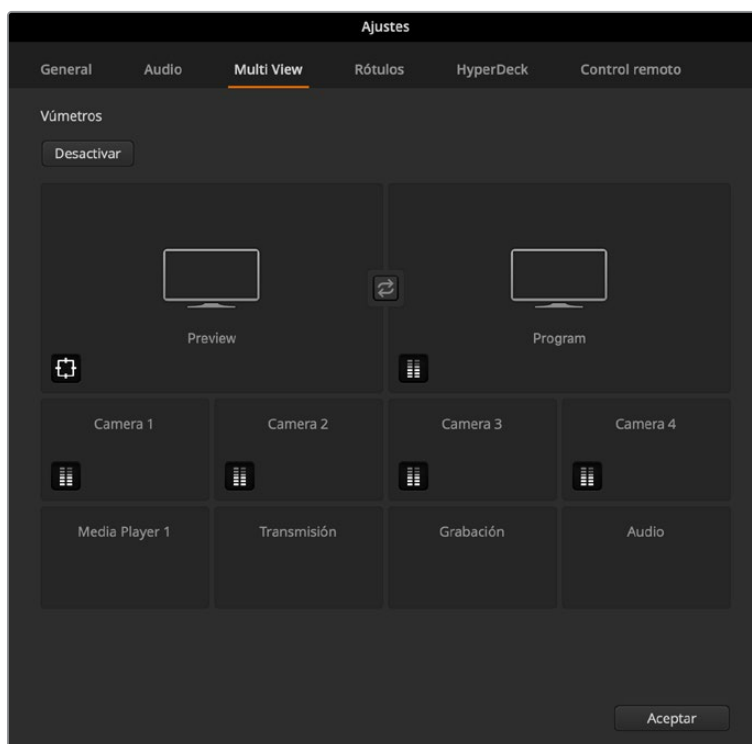 Ajustes
General Audio Multi View Rótulos HyperDeck Control remoto
Vúmetros
Desactivar
Preview Program
Camera 1 Camera 2 Camera 3 Camera 4
Media Player 1 Transmisión Grabación Audio
Aceptar